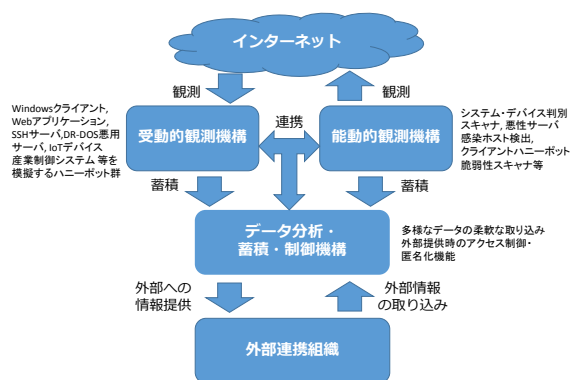 インターネット
観測
観測
Windowsクライアント,
Webアプリケーション,
SSHサーバ,DR-DOS悪用
サーバ, IoTデバイス
産業制御システム 等を
模擬するハニーポット群
受動的観測機構
連携
能動的観測機構
システム・デバイス判別
スキャナ, 悪性サーバ
感染ホスト検出,
クライアントハニーポット
脆弱性スキャナ等
蓄積
蓄積
データ分析・
蓄積・制御機構
多様なデータの柔軟な取り込み
外部提供時のアクセス制御・
匿名化機能
外部への
情報提供
外部情報
の取り込み
外部連携組織